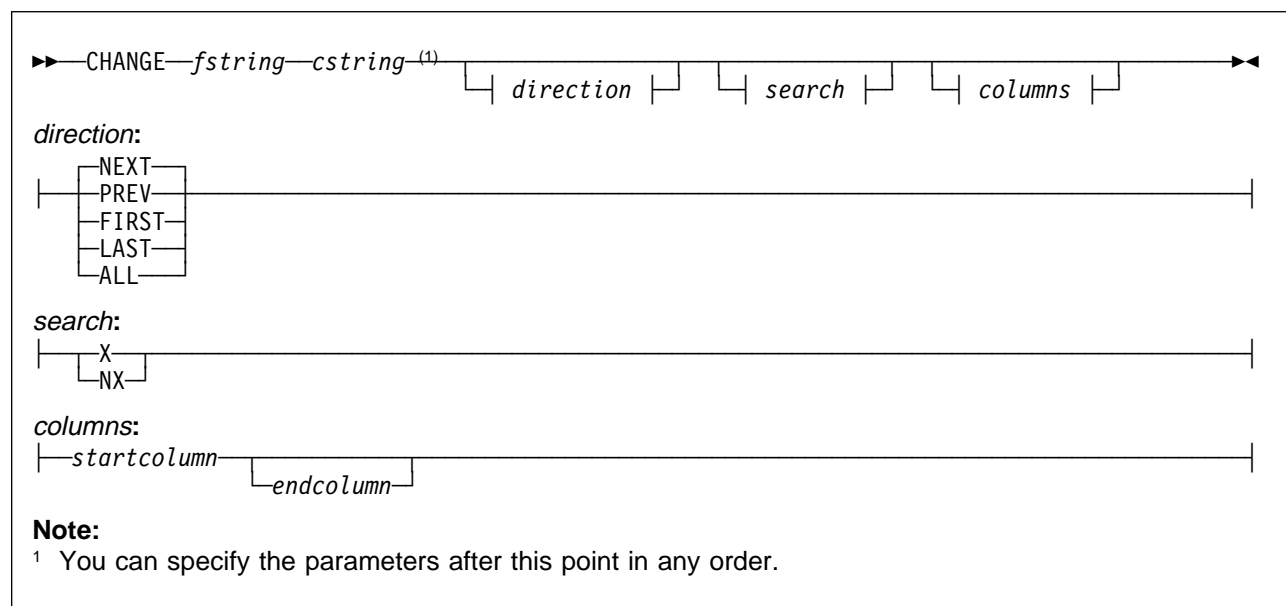 CHANGE fstring cstring (1)
direction search columns
direction:
NEXT
PREV
FIRST
LAST
ALL
search:
X
NX
columns:
startcolumn
endcolumn
Note:
1 You can specify the parameters after this point in any order.